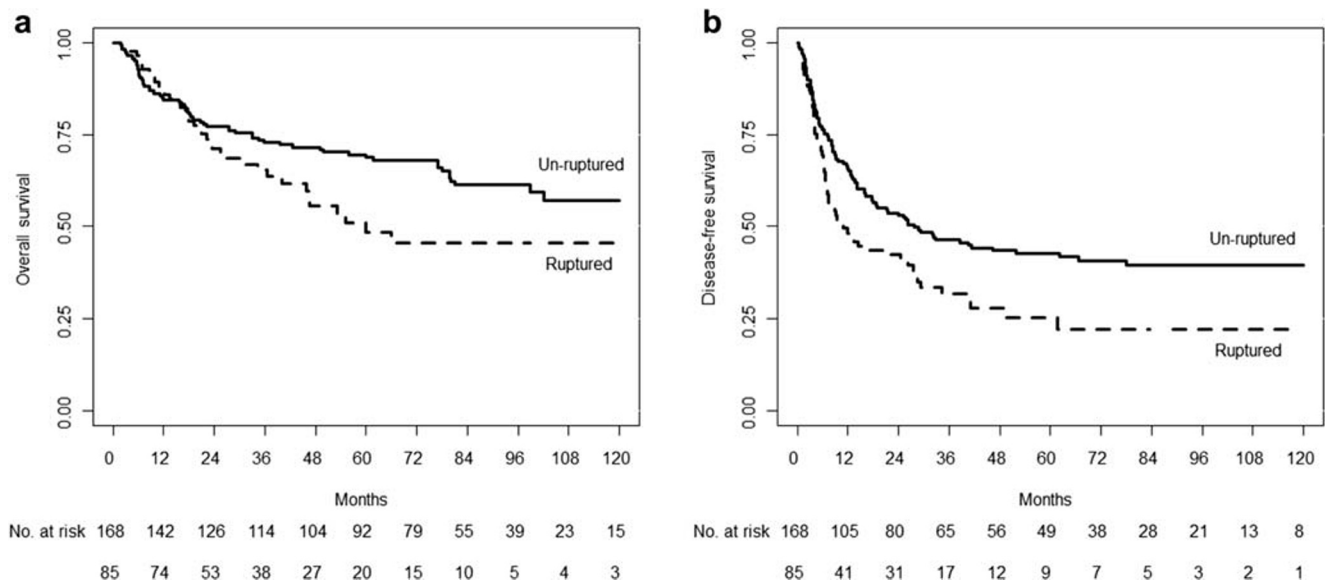 a
Overall survival
1.00
0.75
0.50
0.25
0.00
Un-ruptured
Ruptured
0 12 24 36 48 60 72 84 96 108 120
Months
No. at risk 168 142 126 114 104 92 79 55 39 23 15
85 74 53 38 27 20 15 10 5 4 3
b
Disease-free survival
1.00
0.75
0.50
0.25
0.00
Un-ruptured
Ruptured
0 12 24 36 48 60 72 84 96 108 120
Months
No. at risk 168 105 80 65 56 49 38 28 21 13 8
85 41 31 17 12 9 7 5 3 2 1